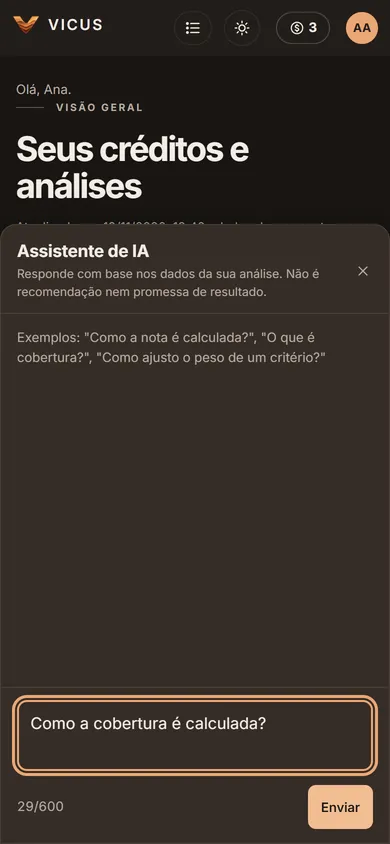 VICUS
3
AA
Olá, Ana.
VISÃO GERAL
Seus créditos e
análises
Assistente de IA
Responde com base nos dados da sua análise. Não é
recomendação nem promessa de resultado.
Exemplos: "Como a nota é calculada?", "O que é
cobertura?", "Como ajusto o peso de um critério?"
Como a cobertura é calculada?
29/600
Enviar